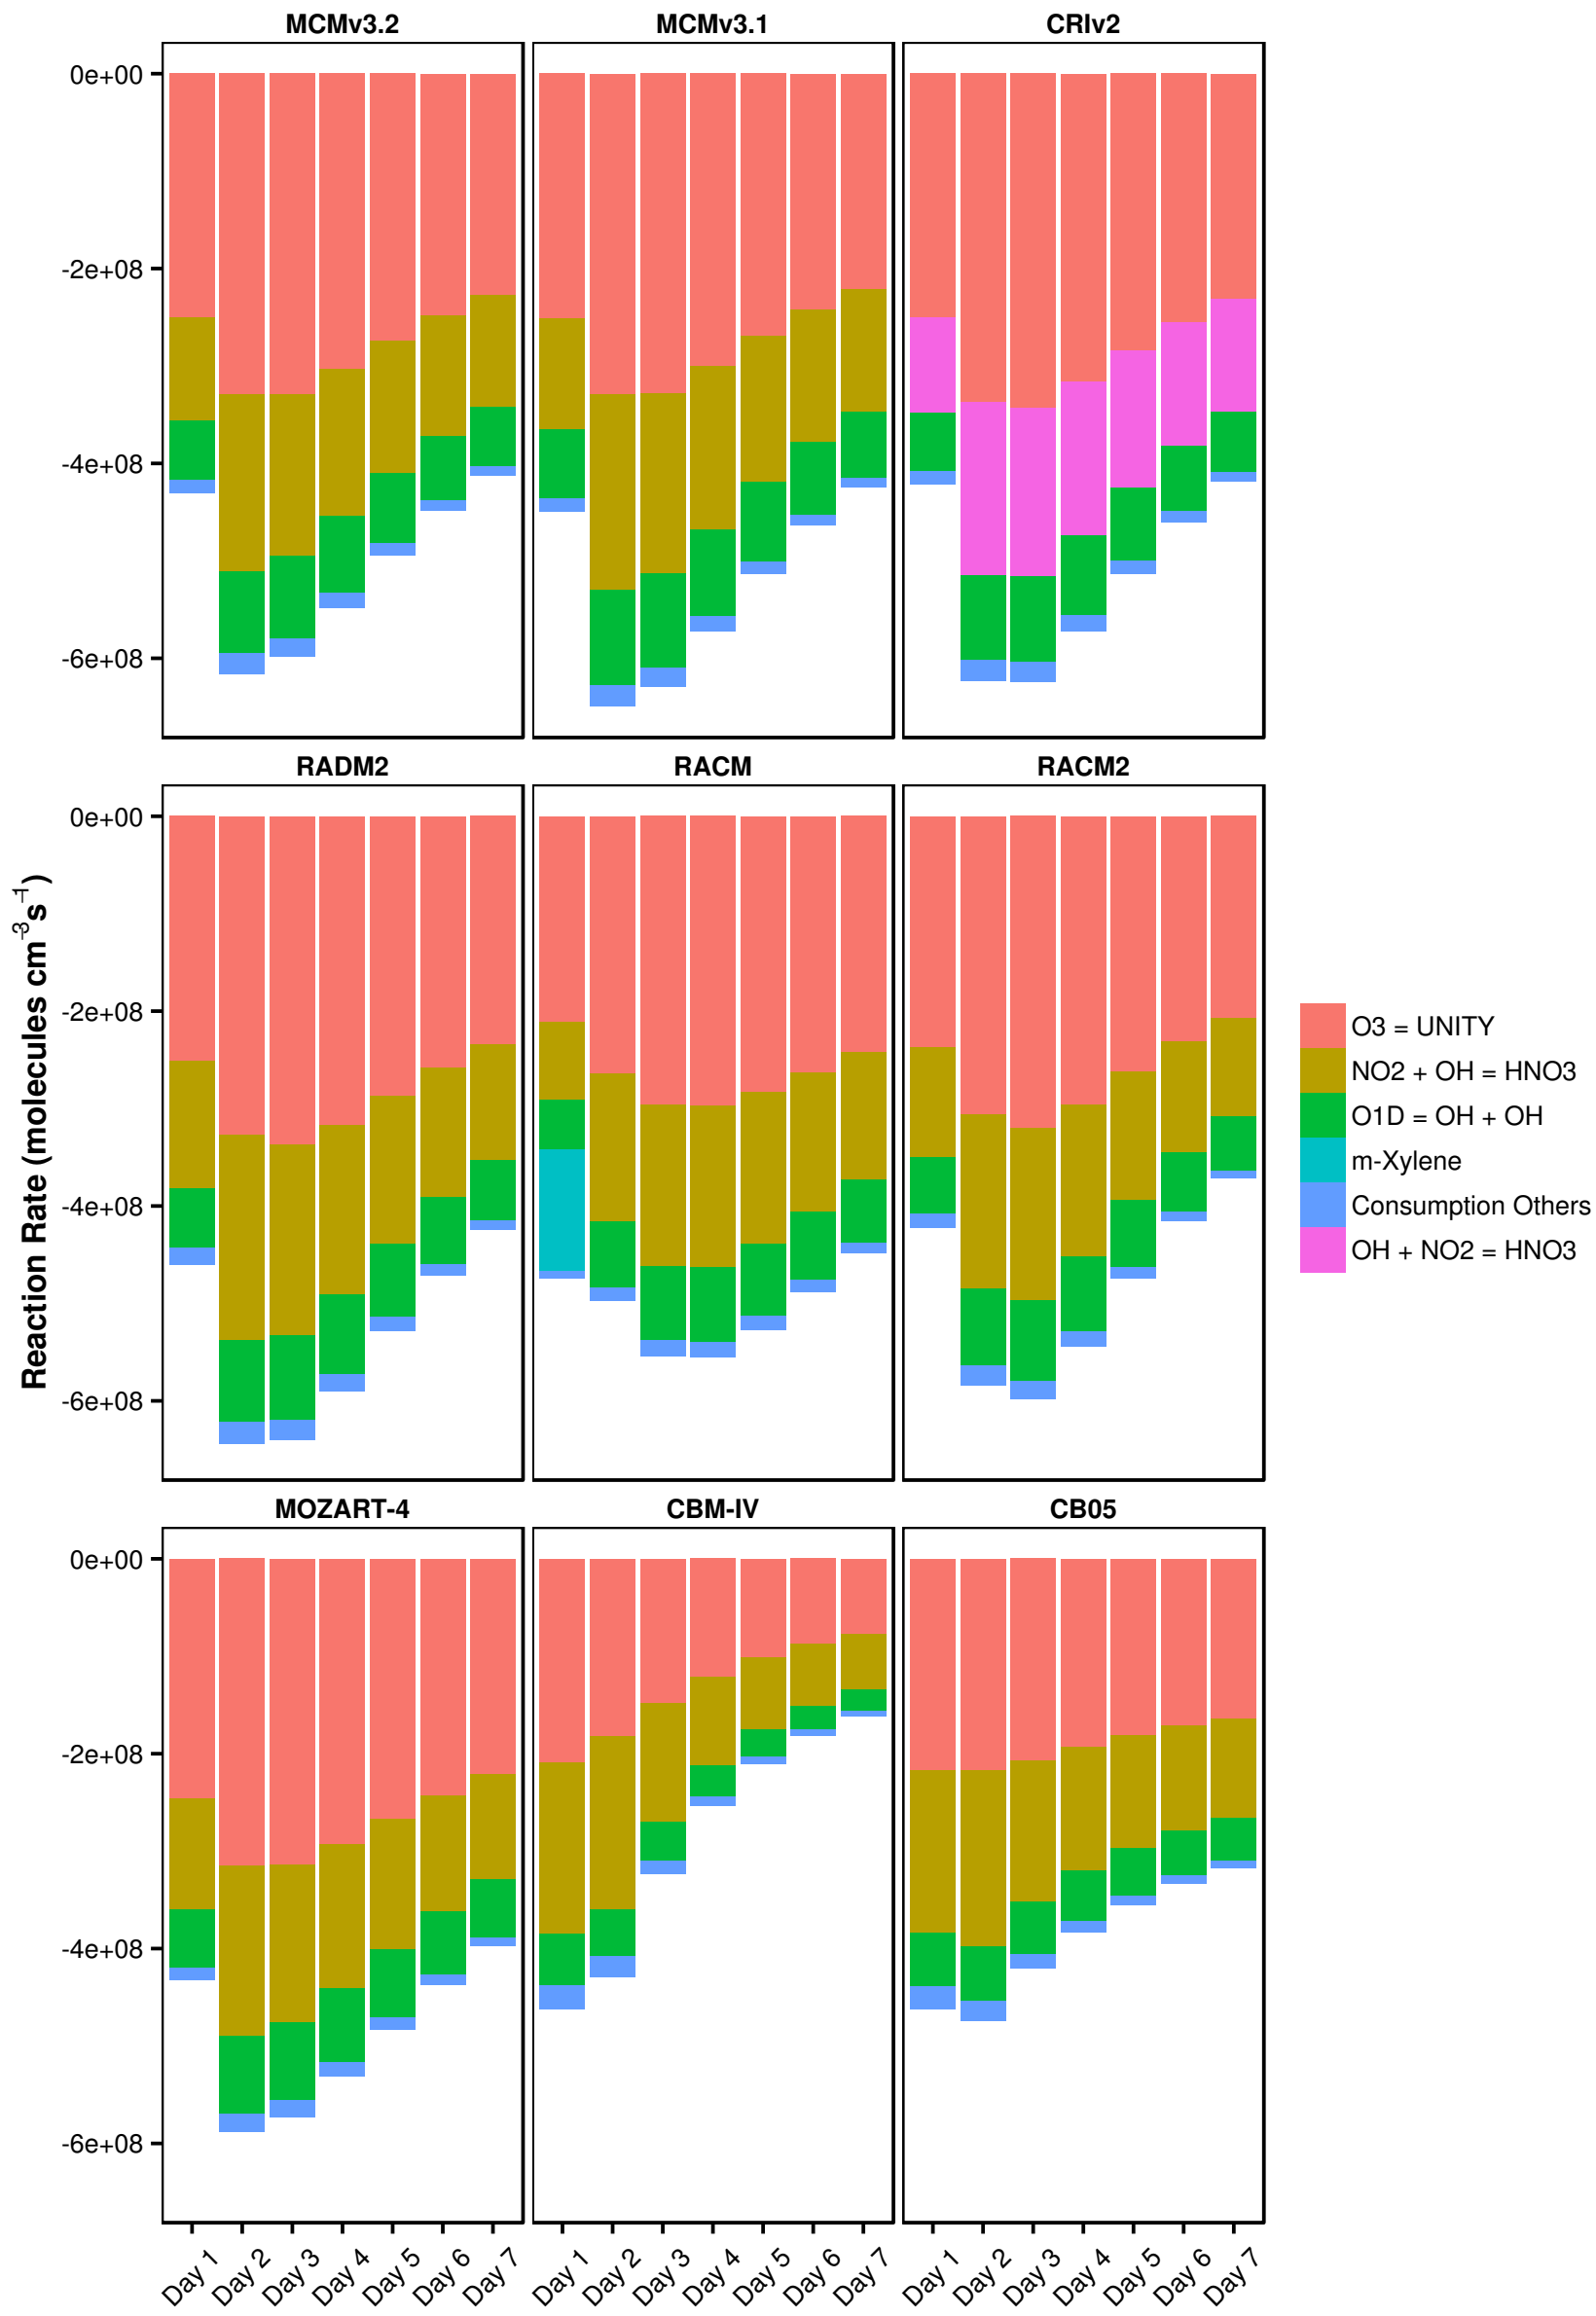 MCMv3.2 MCMv3.1 CRIv2
0e+00
-2e+08
-4e+08
-6e+08
RADM2 RACM RACM2
0e+00
-2e+08
-4e+08
-6e+08
MOZART-4 CBM-IV CB05
0e+00
-2e+08
-4e+08
-6e+08
Day 1 Day 2 Day 3 Day 4 Day 5 Day 6 Day 7 Day 1 Day 2 Day 3 Day 4 Day 5 Day 6 Day 7 Day 1 Day 2 Day 3 Day 4 Day 5 Day 6 Day 7
Reaction Rate (molecules cm⁻³s⁻¹)
O3 = UNITY
NO2 + OH = HNO3
O1D = OH + OH
m-Xylene
Consumption Others
OH + NO2 = HNO3